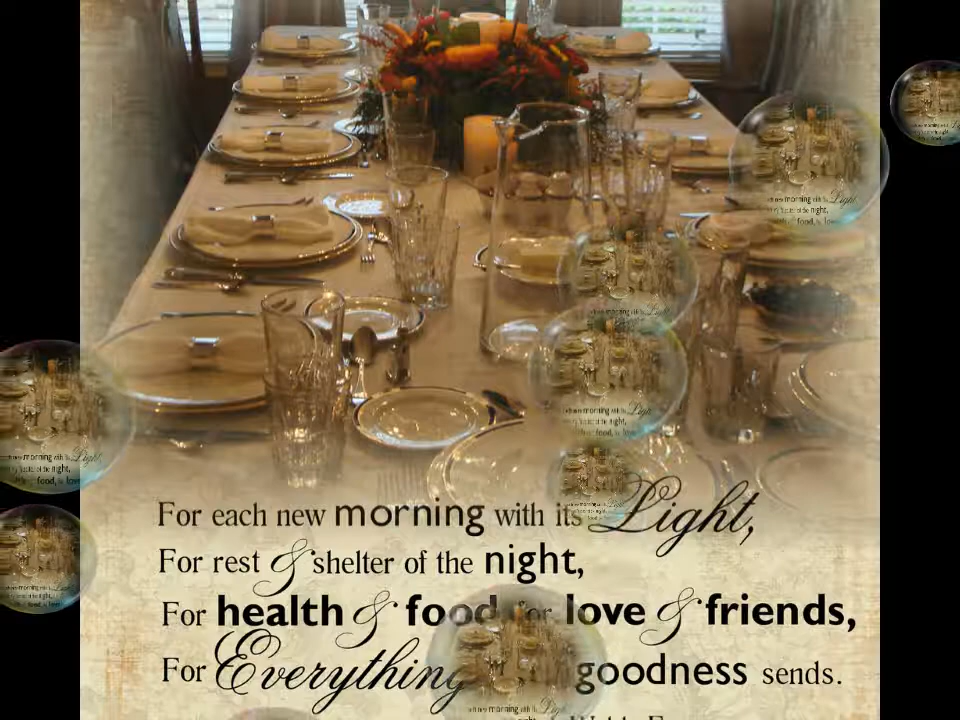 For each new morning with its Light,
For rest & shelter of the night,
For health & food for love & friends,
For Everything goodness sends.